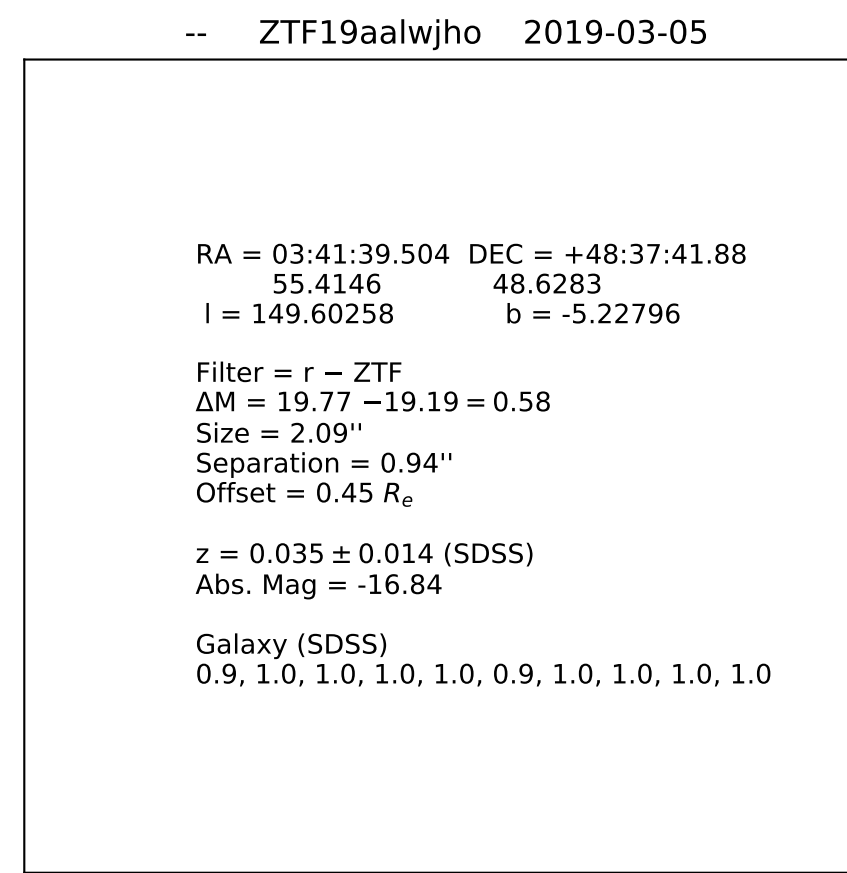 -- ZTF19aalwjho 2019-03-05
RA = 03:41:39.504 DEC = +48:37:41.88
55.4146 48.6283
l = 149.60258 b = -5.22796
Filter = r − ZTF
ΔM = 19.77 −19.19 = 0.58
Size = 2.09''
Separation = 0.94''
Offset = 0.45 Rₑ
z = 0.035 ± 0.014 (SDSS)
Abs. Mag = -16.84
Galaxy (SDSS)
0.9, 1.0, 1.0, 1.0, 1.0, 0.9, 1.0, 1.0, 1.0, 1.0